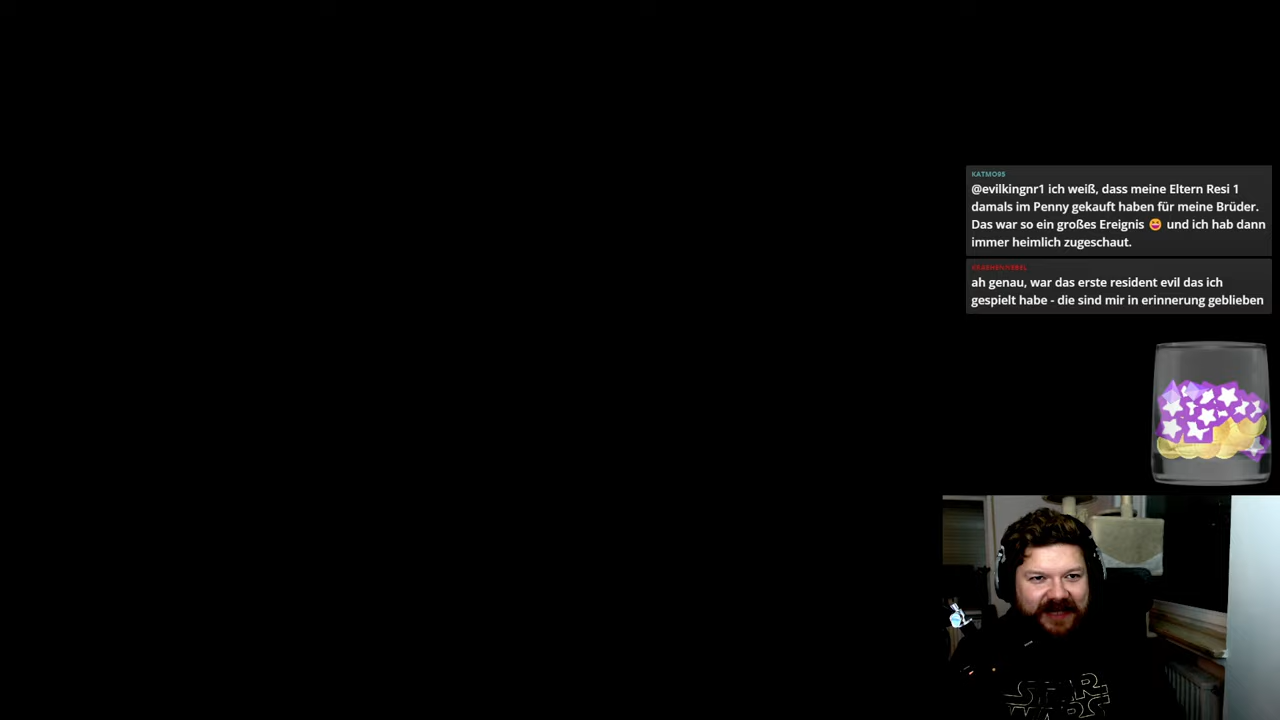 KATMO95
@evilkingnr1 ich weiß, dass meine Eltern Resi 1
damals im Penny gekauft haben für meine Brüder.
Das war so ein großes Ereignis 😆 und ich hab dann
immer heimlich zugeschaut.
ah genau, war das erste resident evil das ich
gespielt habe - die sind mir in erinnerung geblieben
STAR
WARS